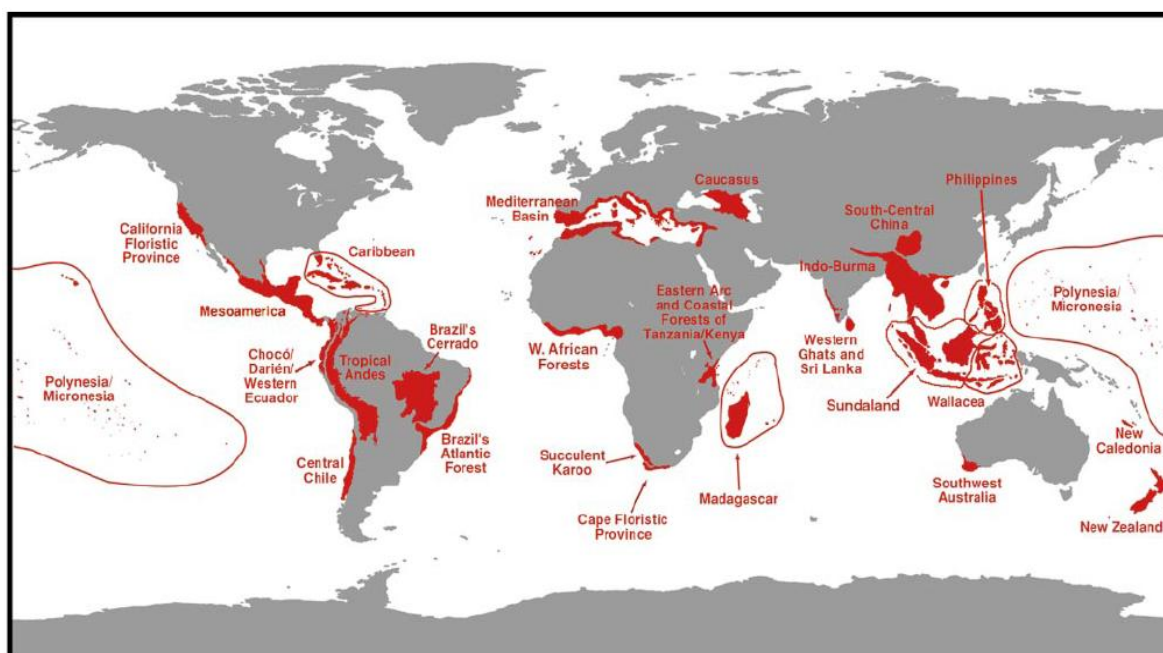 California
Floristic
Province
Mesoamerica
Caribbean
Polynesia/
Micronesia
Chocó/
Darién/
Western
Ecuador
Tropical
Andes
Brazil's
Cerrado
Central
Chile
Brazil's
Atlantic
Forest
Mediterranean
Basin
Caucasus
W. African
Forests
Eastern Arc
and Coastal
Forests of
Tanzania/Kenya
Succulent
Karoo
Cape Floristic
Province
Madagascar
South-Central
China
Indo-Burma
Philippines
Western
Ghats and
Sri Lanka
Sundaland
Wallacea
Polynesia/
Micronesia
New
Caledonia
Southwest
Australia
New Zealand